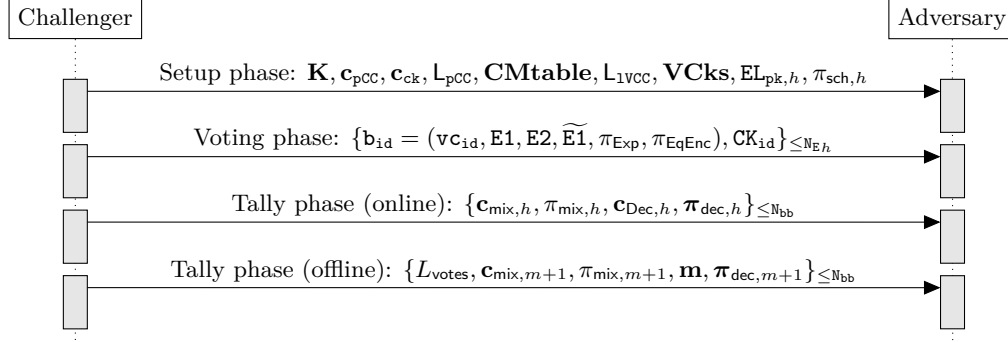 Challenger Adversary
Setup phase: K, c_pCC, c_ck, L_pCC, CMtable, L_lVCC, VCks, EL_pk,h, π_sch,h
Voting phase: {b_id = (vc_id, E1, E2, Ẽ1, π_Exp, π_EqEnc), CK_id}_≤N_E h
Tally phase (online): {c_mix,h, π_mix,h, c_Dec,h, π_dec,h}_≤N_bb
Tally phase (offline): {L_votes, c_mix,m+1, π_mix,m+1, m, π_dec,m+1}_≤N_bb